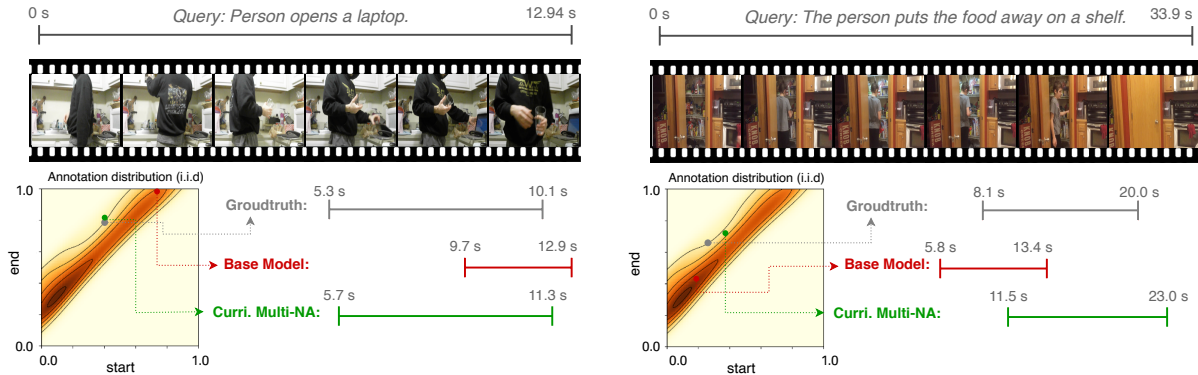 0 s
Query: Person opens a laptop.
12.94 s
Annotation distribution (i.i.d)
1.0
end
0.0
0.0
start
1.0
Groudtruth:
5.3 s
10.1 s
Base Model:
9.7 s
12.9 s
Curri. Multi-NA:
5.7 s
11.3 s
0 s
Query: The person puts the food away on a shelf.
33.9 s
Annotation distribution (i.i.d)
1.0
end
0.0
0.0
start
1.0
Groudtruth:
8.1 s
20.0 s
Base Model:
5.8 s
13.4 s
Curri. Multi-NA:
11.5 s
23.0 s